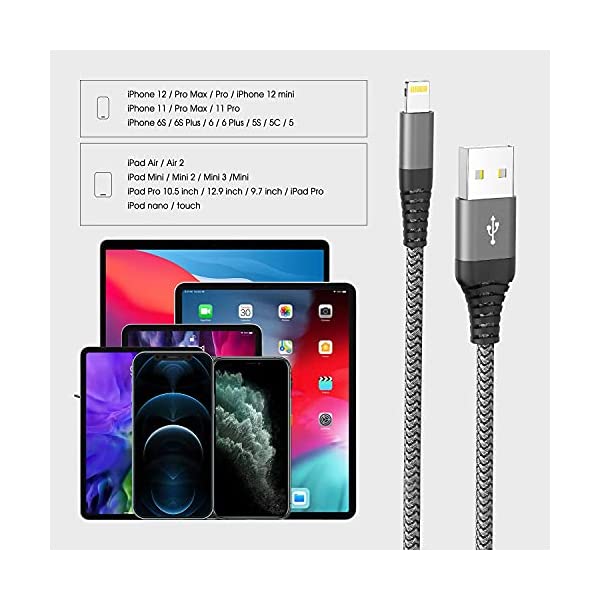 iPhone 12 / Pro Max / Pro / iPhone 12 mini
iPhone 11 / Pro Max / 11 Pro
iPhone 6S / 6S Plus / 6 / 6 Plus / 5S / 5C / 5
iPad Air / Air 2
iPad Mini / Mini 2 / Mini 3 /Mini
iPad Pro 10.5 inch / 12.9 inch / 9.7 inch / iPad Pro
iPod nano / touch
30